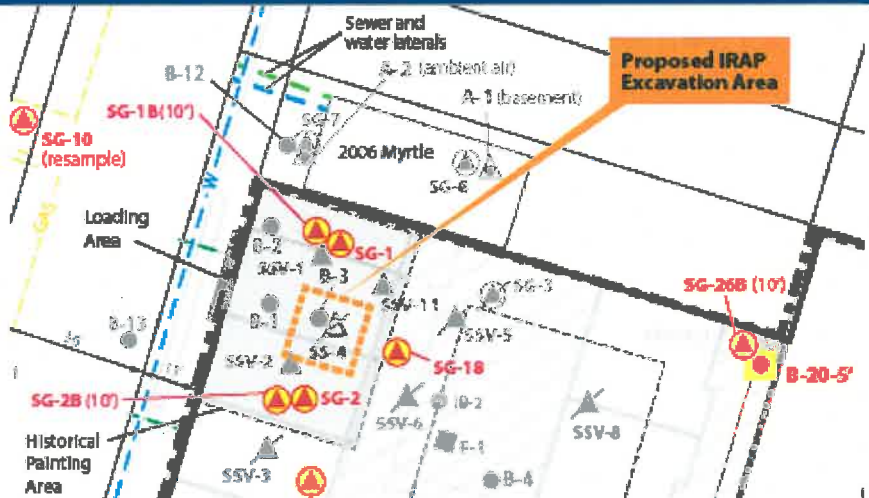 Sewer and
water laterals
Proposed IRAP
Excavation Area
B-12
A-2 (ambient air)
A-1 (basement)
SG-1B(10')
SG-7
SG-10
(resample)
2006 Myrtle
W
GAS
Loading
Area
B-2
SG-1
B-3
SSV-1
SG-3
SG-26B (10')
SSV-11
B-1
SSV-5
B-13
SS-4
SSV-2
SG-18
B-20-5'
SG-2B (10')
SG-2
SSV-6
SSV-8
Historical
Painting
Area
SSV-3
B-4